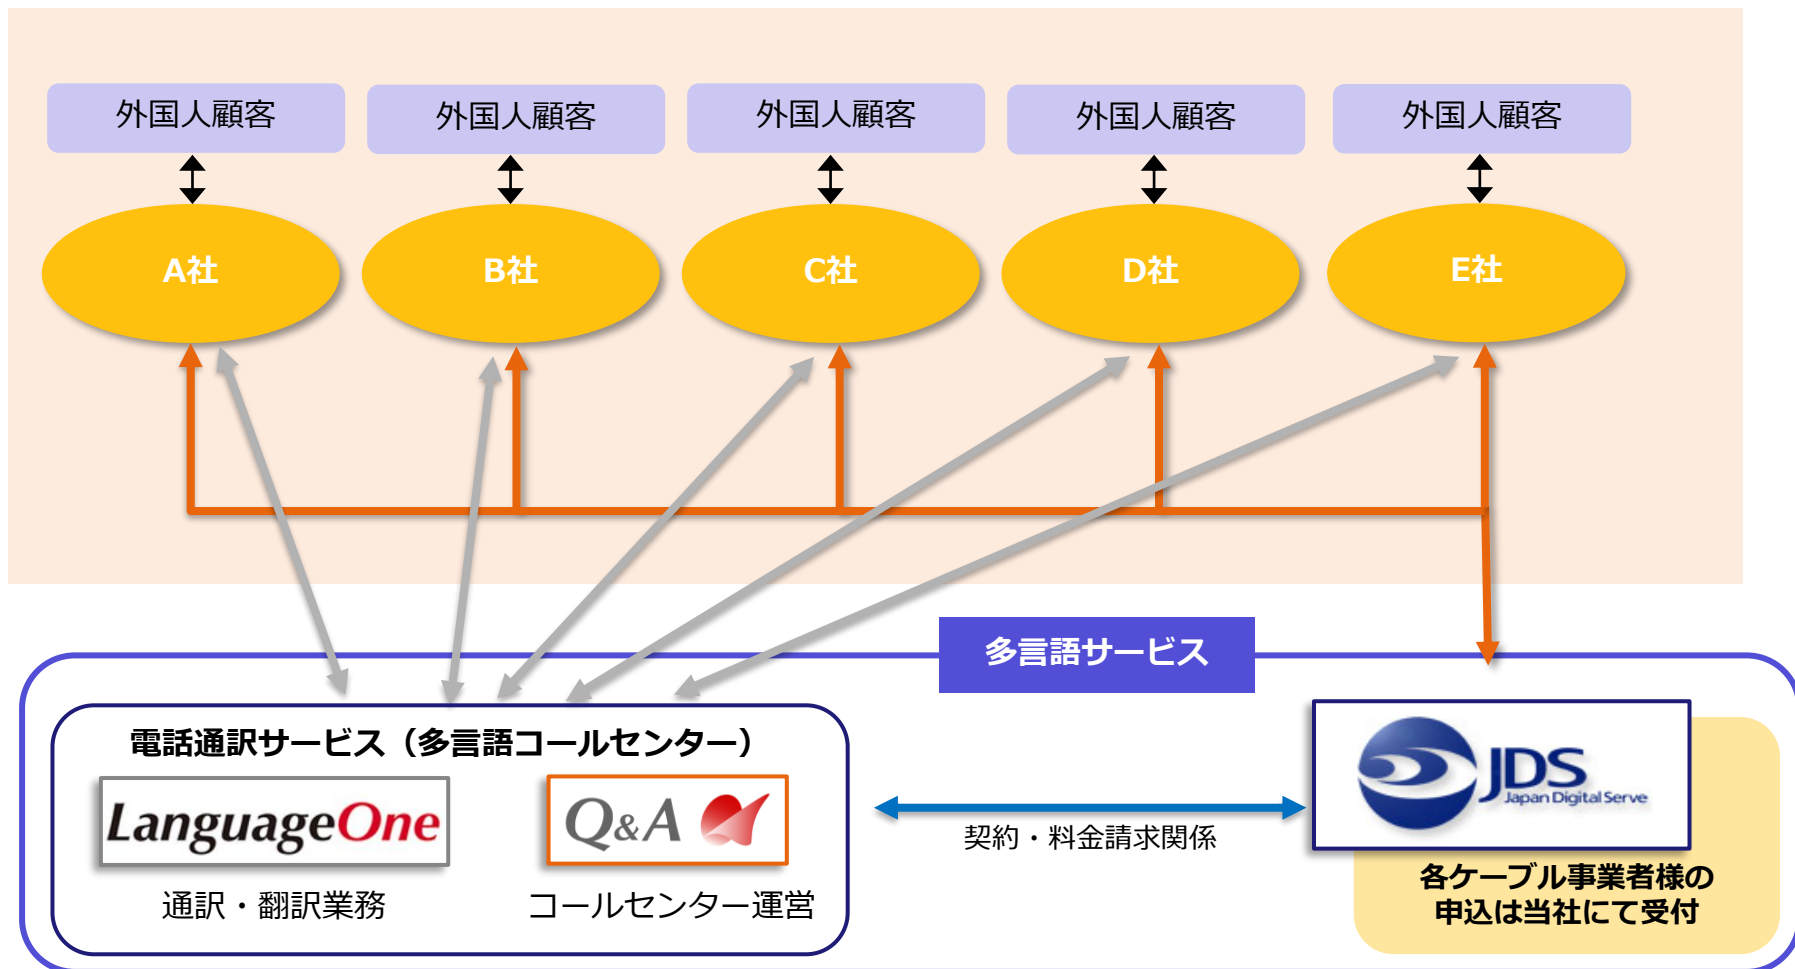 外国人顧客
外国人顧客
外国人顧客
外国人顧客
外国人顧客
A社
B社
C社
D社
E社
多言語サービス
電話通訳サービス（多言語コールセンター）
LanguageOne
Q&A
通訳・翻訳業務
コールセンター運営
契約・料金請求関係
JDS
Japan Digital Serve
各ケーブル事業者様の
申込は当社にて受付